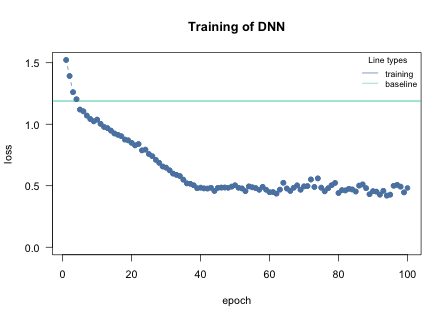 Training of DNN
Line types
training
baseline
1.5
1.0
0.5
0.0
loss
0 20 40 60 80 100
epoch